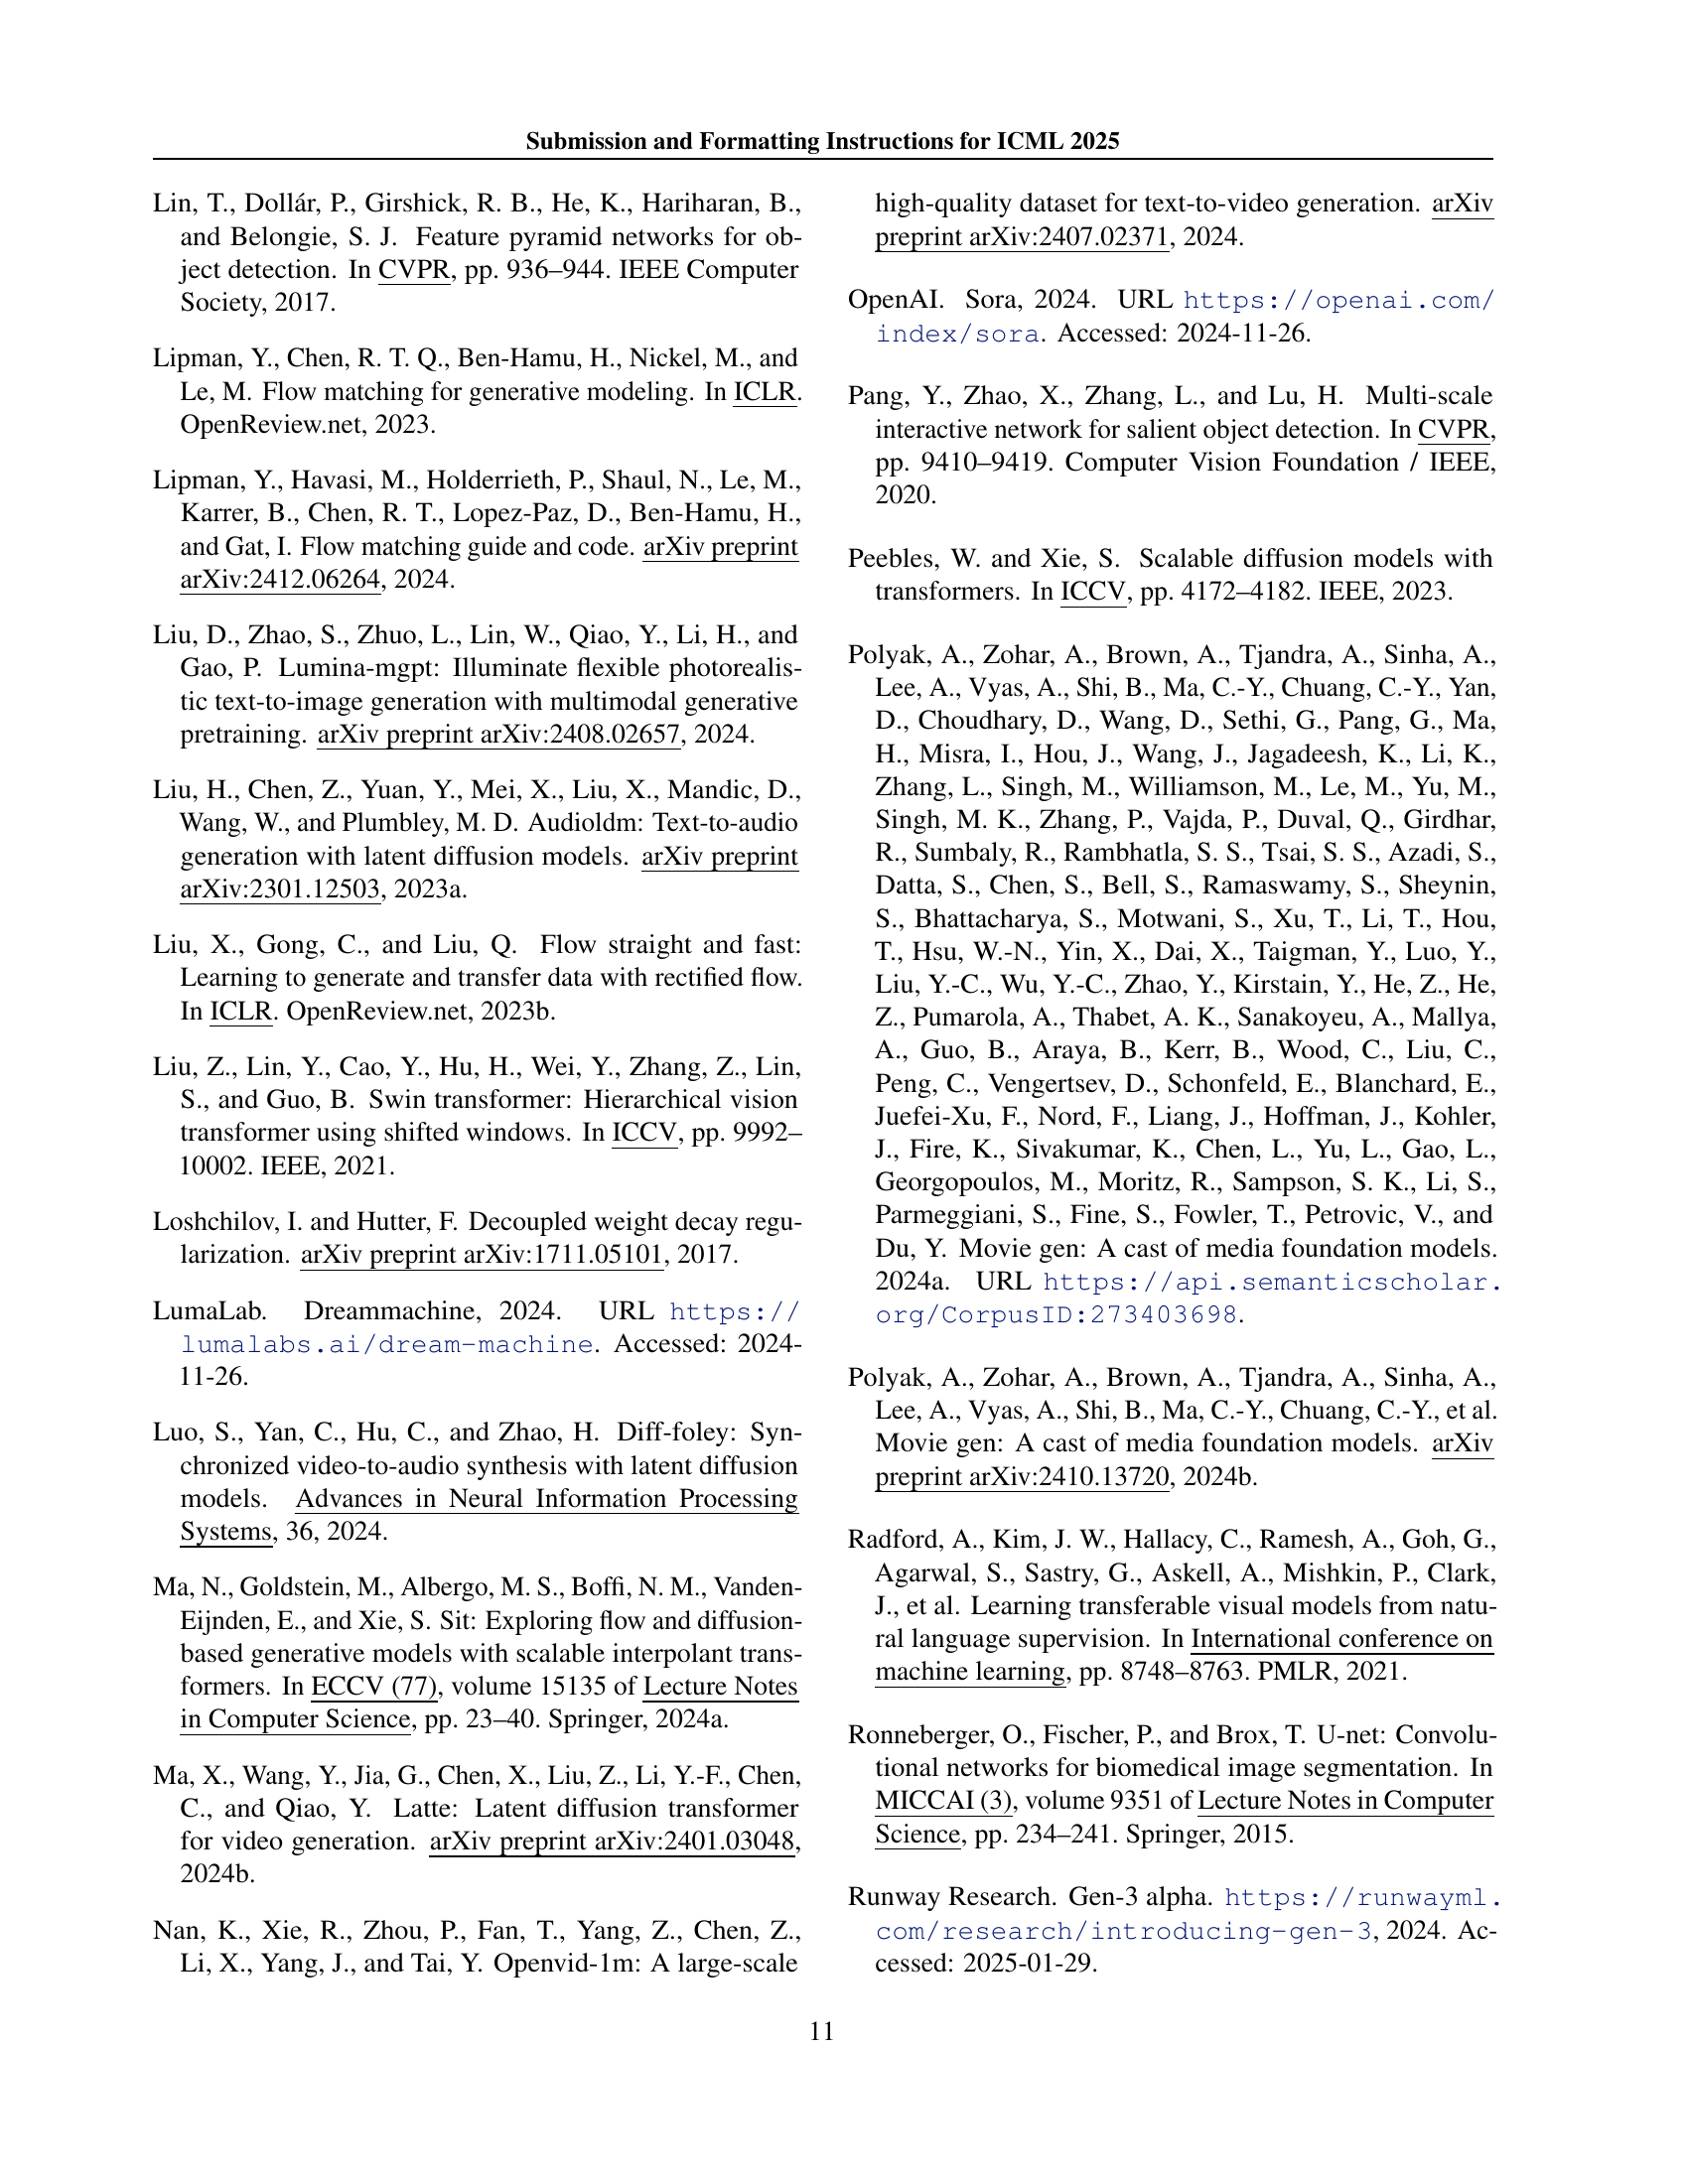 Submission and Formatting Instructions for ICML 2025
Lin, T., Dollár, P., Girshick, R. B., He, K., Hariharan, B.,
and Belongie, S. J. Feature pyramid networks for ob-
ject detection. In CVPR, pp. 936–944. IEEE Computer
Society, 2017.
Lipman, Y., Chen, R. T. Q., Ben-Hamu, H., Nickel, M., and
Le, M. Flow matching for generative modeling. In ICLR.
OpenReview.net, 2023.
Lipman, Y., Havasi, M., Holderrieth, P., Shaul, N., Le, M.,
Karrer, B., Chen, R. T., Lopez-Paz, D., Ben-Hamu, H.,
and Gat, I. Flow matching guide and code. arXiv preprint
arXiv:2412.06264, 2024.
Liu, D., Zhao, S., Zhuo, L., Lin, W., Qiao, Y., Li, H., and
Gao, P. Lumina-mgpt: Illuminate flexible photorealis-
tic text-to-image generation with multimodal generative
pretraining. arXiv preprint arXiv:2408.02657, 2024.
Liu, H., Chen, Z., Yuan, Y., Mei, X., Liu, X., Mandic, D.,
Wang, W., and Plumbley, M. D. Audioldm: Text-to-audio
generation with latent diffusion models. arXiv preprint
arXiv:2301.12503, 2023a.
Liu, X., Gong, C., and Liu, Q. Flow straight and fast:
Learning to generate and transfer data with rectified flow.
In ICLR. OpenReview.net, 2023b.
Liu, Z., Lin, Y., Cao, Y., Hu, H., Wei, Y., Zhang, Z., Lin,
S., and Guo, B. Swin transformer: Hierarchical vision
transformer using shifted windows. In ICCV, pp. 9992–
10002. IEEE, 2021.
Loshchilov, I. and Hutter, F. Decoupled weight decay regu-
larization. arXiv preprint arXiv:1711.05101, 2017.
LumaLab. Dreammachine, 2024. URL https://
lumalabs.ai/dream-machine. Accessed: 2024-
11-26.
Luo, S., Yan, C., Hu, C., and Zhao, H. Diff-foley: Syn-
chronized video-to-audio synthesis with latent diffusion
models. Advances in Neural Information Processing
Systems, 36, 2024.
Ma, N., Goldstein, M., Albergo, M. S., Boffi, N. M., Vanden-
Eijnden, E., and Xie, S. Sit: Exploring flow and diffusion-
based generative models with scalable interpolant trans-
formers. In ECCV (77), volume 15135 of Lecture Notes
in Computer Science, pp. 23–40. Springer, 2024a.
Ma, X., Wang, Y., Jia, G., Chen, X., Liu, Z., Li, Y.-F., Chen,
C., and Qiao, Y. Latte: Latent diffusion transformer
for video generation. arXiv preprint arXiv:2401.03048,
2024b.
Nan, K., Xie, R., Zhou, P., Fan, T., Yang, Z., Chen, Z.,
Li, X., Yang, J., and Tai, Y. Openvid-1m: A large-scale
high-quality dataset for text-to-video generation. arXiv
preprint arXiv:2407.02371, 2024.
OpenAI. Sora, 2024. URL https://openai.com/
index/sora. Accessed: 2024-11-26.
Pang, Y., Zhao, X., Zhang, L., and Lu, H. Multi-scale
interactive network for salient object detection. In CVPR,
pp. 9410–9419. Computer Vision Foundation / IEEE,
2020.
Peebles, W. and Xie, S. Scalable diffusion models with
transformers. In ICCV, pp. 4172–4182. IEEE, 2023.
Polyak, A., Zohar, A., Brown, A., Tjandra, A., Sinha, A.,
Lee, A., Vyas, A., Shi, B., Ma, C.-Y., Chuang, C.-Y., Yan,
D., Choudhary, D., Wang, D., Sethi, G., Pang, G., Ma,
H., Misra, I., Hou, J., Wang, J., Jagadeesh, K., Li, K.,
Zhang, L., Singh, M., Williamson, M., Le, M., Yu, M.,
Singh, M. K., Zhang, P., Vajda, P., Duval, Q., Girdhar,
R., Sumbaly, R., Rambhatla, S. S., Tsai, S. S., Azadi, S.,
Datta, S., Chen, S., Bell, S., Ramaswamy, S., Sheynin,
S., Bhattacharya, S., Motwani, S., Xu, T., Li, T., Hou,
T., Hsu, W.-N., Yin, X., Dai, X., Taigman, Y., Luo, Y.,
Liu, Y.-C., Wu, Y.-C., Zhao, Y., Kirstain, Y., He, Z., He,
Z., Pumarola, A., Thabet, A. K., Sanakoyeu, A., Mallya,
A., Guo, B., Araya, B., Kerr, B., Wood, C., Liu, C.,
Peng, C., Vengertsev, D., Schonfeld, E., Blanchard, E.,
Juefei-Xu, F., Nord, F., Liang, J., Hoffman, J., Kohler,
J., Fire, K., Sivakumar, K., Chen, L., Yu, L., Gao, L.,
Georgopoulos, M., Moritz, R., Sampson, S. K., Li, S.,
Parmeggiani, S., Fine, S., Fowler, T., Petrovic, V., and
Du, Y. Movie gen: A cast of media foundation models.
2024a. URL https://api.semanticscholar.
org/CorpusID:273403698.
Polyak, A., Zohar, A., Brown, A., Tjandra, A., Sinha, A.,
Lee, A., Vyas, A., Shi, B., Ma, C.-Y., Chuang, C.-Y., et al.
Movie gen: A cast of media foundation models. arXiv
preprint arXiv:2410.13720, 2024b.
Radford, A., Kim, J. W., Hallacy, C., Ramesh, A., Goh, G.,
Agarwal, S., Sastry, G., Askell, A., Mishkin, P., Clark,
J., et al. Learning transferable visual models from natu-
ral language supervision. In International conference on
machine learning, pp. 8748–8763. PMLR, 2021.
Ronneberger, O., Fischer, P., and Brox, T. U-net: Convolu-
tional networks for biomedical image segmentation. In
MICCAI (3), volume 9351 of Lecture Notes in Computer
Science, pp. 234–241. Springer, 2015.
Runway Research. Gen-3 alpha. https://runwayml.
com/research/introducing-gen-3, 2024. Ac-
cessed: 2025-01-29.
11